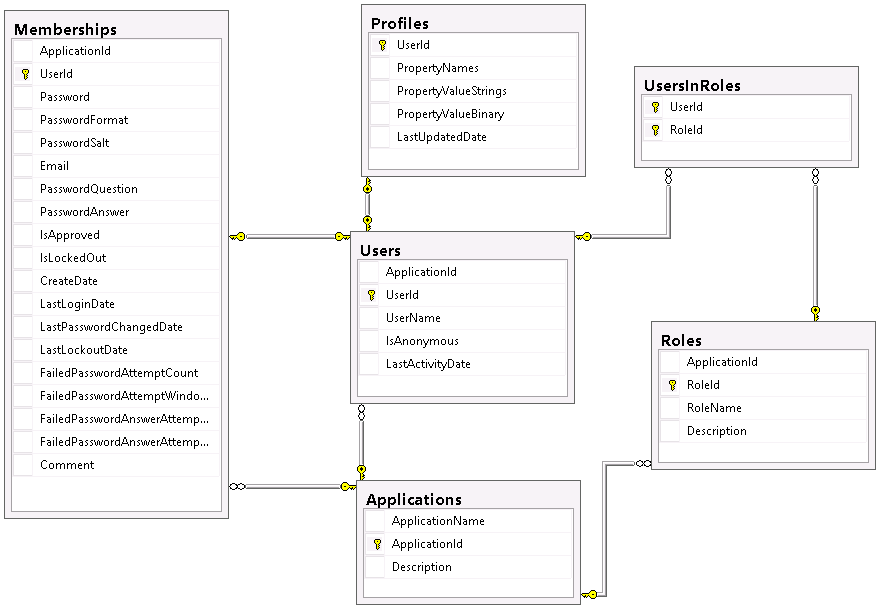 Memberships
ApplicationId
UserId
Password
PasswordFormat
PasswordSalt
Email
PasswordQuestion
PasswordAnswer
IsApproved
IsLockedOut
CreateDate
LastLoginDate
LastPasswordChangedDate
LastLockoutDate
FailedPasswordAttemptCount
FailedPasswordAttemptWindo...
FailedPasswordAnswerAttemp...
FailedPasswordAnswerAttemp...
Comment
Profiles
UserId
PropertyNames
PropertyValueStrings
PropertyValueBinary
LastUpdatedDate
UsersInRoles
UserId
RoleId
Users
ApplicationId
UserId
UserName
IsAnonymous
LastActivityDate
Roles
ApplicationId
RoleId
RoleName
Description
Applications
ApplicationName
ApplicationId
Description